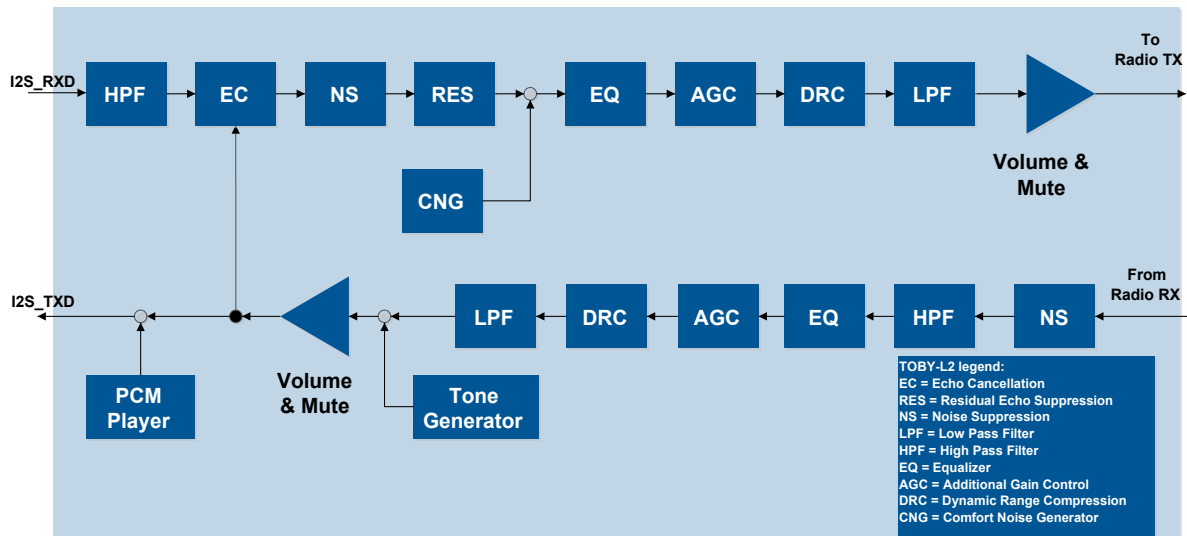 To
Radio TX
I2S_RXD
HPF
EC
NS
RES
EQ
AGC
DRC
LPF
Volume &
Mute
CNG
From
Radio RX
I2S_TXD
LPF
DRC
AGC
EQ
HPF
NS
Volume
& Mute
PCM
Player
Tone
Generator
TOBY-L2 legend:
EC = Echo Cancellation
RES = Residual Echo Suppression
NS = Noise Suppression
LPF = Low Pass Filter
HPF = High Pass Filter
EQ = Equalizer
AGC = Additional Gain Control
DRC = Dynamic Range Compression
CNG = Comfort Noise Generator